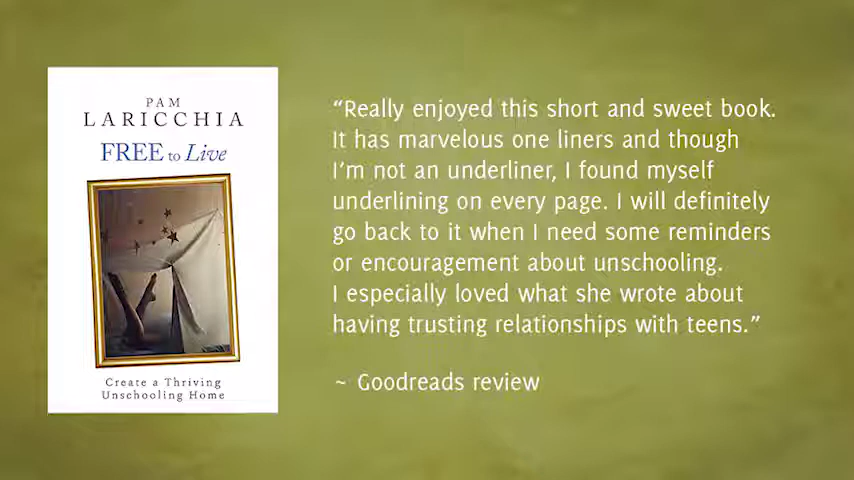 PAM
LARICCHIA
FREE to Live
Create a Thriving
Unschooling Home
“Really enjoyed this short and sweet book.
It has marvelous one liners and though
I’m not an underliner, I found myself
underlining on every page. I will definitely
go back to it when I need some reminders
or encouragement about unschooling.
I especially loved what she wrote about
having trusting relationships with teens.”
~ Goodreads review